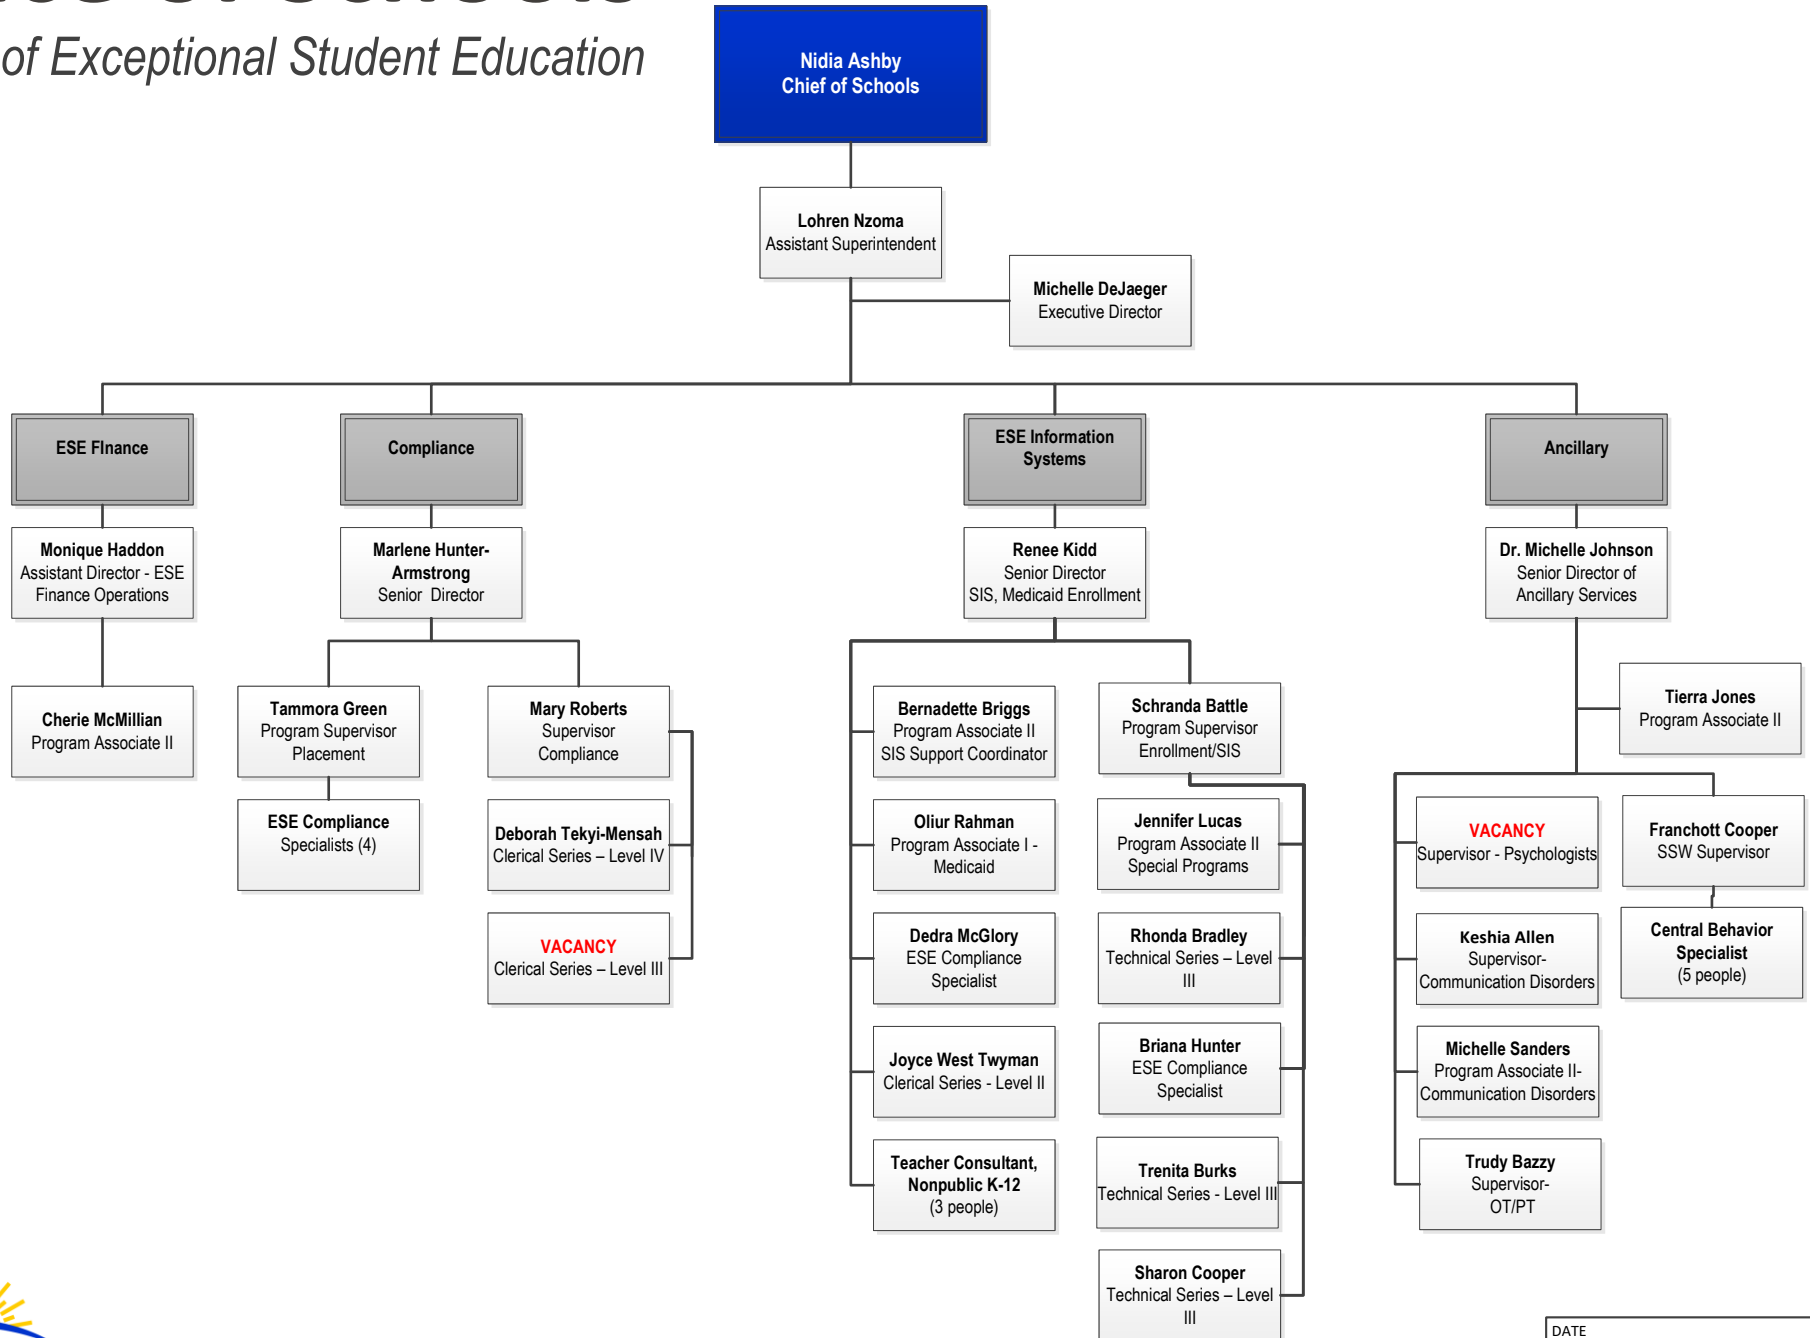 of Exceptional Student Education
Nidia Ashby
Chief of Schools
Lohren Nzoma
Assistant Superintendent
Michelle DeJaeger
Executive Director
ESE FInance
Compliance
ESE Information
Systems
Ancillary
Monique Haddon
Assistant Director - ESE
Finance Operations
Marlene Hunter-
Armstrong
Senior Director
Renee Kidd
Senior Director
SIS, Medicaid Enrollment
Dr. Michelle Johnson
Senior Director of
Ancillary Services
Cherie McMillian
Program Associate II
Tammora Green
Program Supervisor
Placement
Mary Roberts
Supervisor
Compliance
Bernadette Briggs
Program Associate II
SIS Support Coordinator
Schranda Battle
Program Supervisor
Enrollment/SIS
Tierra Jones
Program Associate II
ESE Compliance
Specialists (4)
Deborah Tekyi-Mensah
Clerical Series – Level IV
Oliur Rahman
Program Associate I -
Medicaid
Jennifer Lucas
Program Associate II
Special Programs
VACANCY
Supervisor - Psychologists
Franchott Cooper
SSW Supervisor
VACANCY
Clerical Series – Level III
Dedra McGlory
ESE Compliance
Specialist
Rhonda Bradley
Technical Series – Level
III
Keshia Allen
Supervisor-
Communication Disorders
Central Behavior
Specialist
(5 people)
Joyce West Twyman
Clerical Series - Level II
Briana Hunter
ESE Compliance
Specialist
Michelle Sanders
Program Associate II-
Communication Disorders
Teacher Consultant,
Nonpublic K-12
(3 people)
Trenita Burks
Technical Series - Level III
Trudy Bazzy
Supervisor-
OT/PT
Sharon Cooper
Technical Series – Level
III
DATE